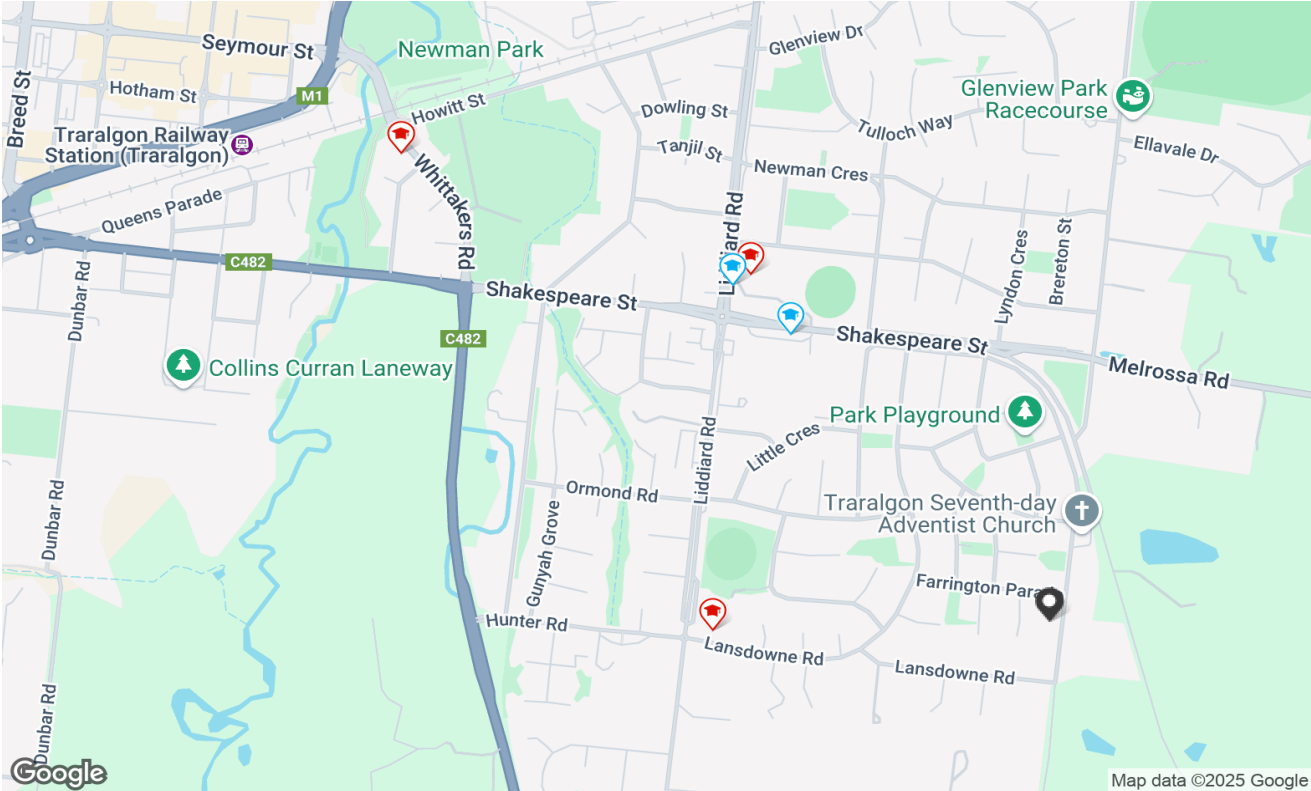 Seymour St
Newman Park
Glenview Dr
Breed St
Hotham St
M1
Howitt St
Dowling St
Glenview Park
Racecourse
Tulloch Way
Traralgon Railway
Station (Traralgon)
Tanjil St
Ellavale Dr
Newman Cres
Whittakers Rd
Queens Parade
Liddiard Rd
Brereton St
Lyndon Cres
C482
Dunbar Rd
Shakespeare St
C482
Shakespeare St
Collins Curran Laneway
Melrossa Rd
Park Playground
Little Cres
Liddiard Rd
Ormond Rd
Traralgon Seventh-day
Adventist Church
Dunbar Rd
Gunyah Grove
Farrington
Hunter Rd
Lansdowne Rd
Lansdowne Rd
Dunbar Rd
Google
Map data ©2025 Google